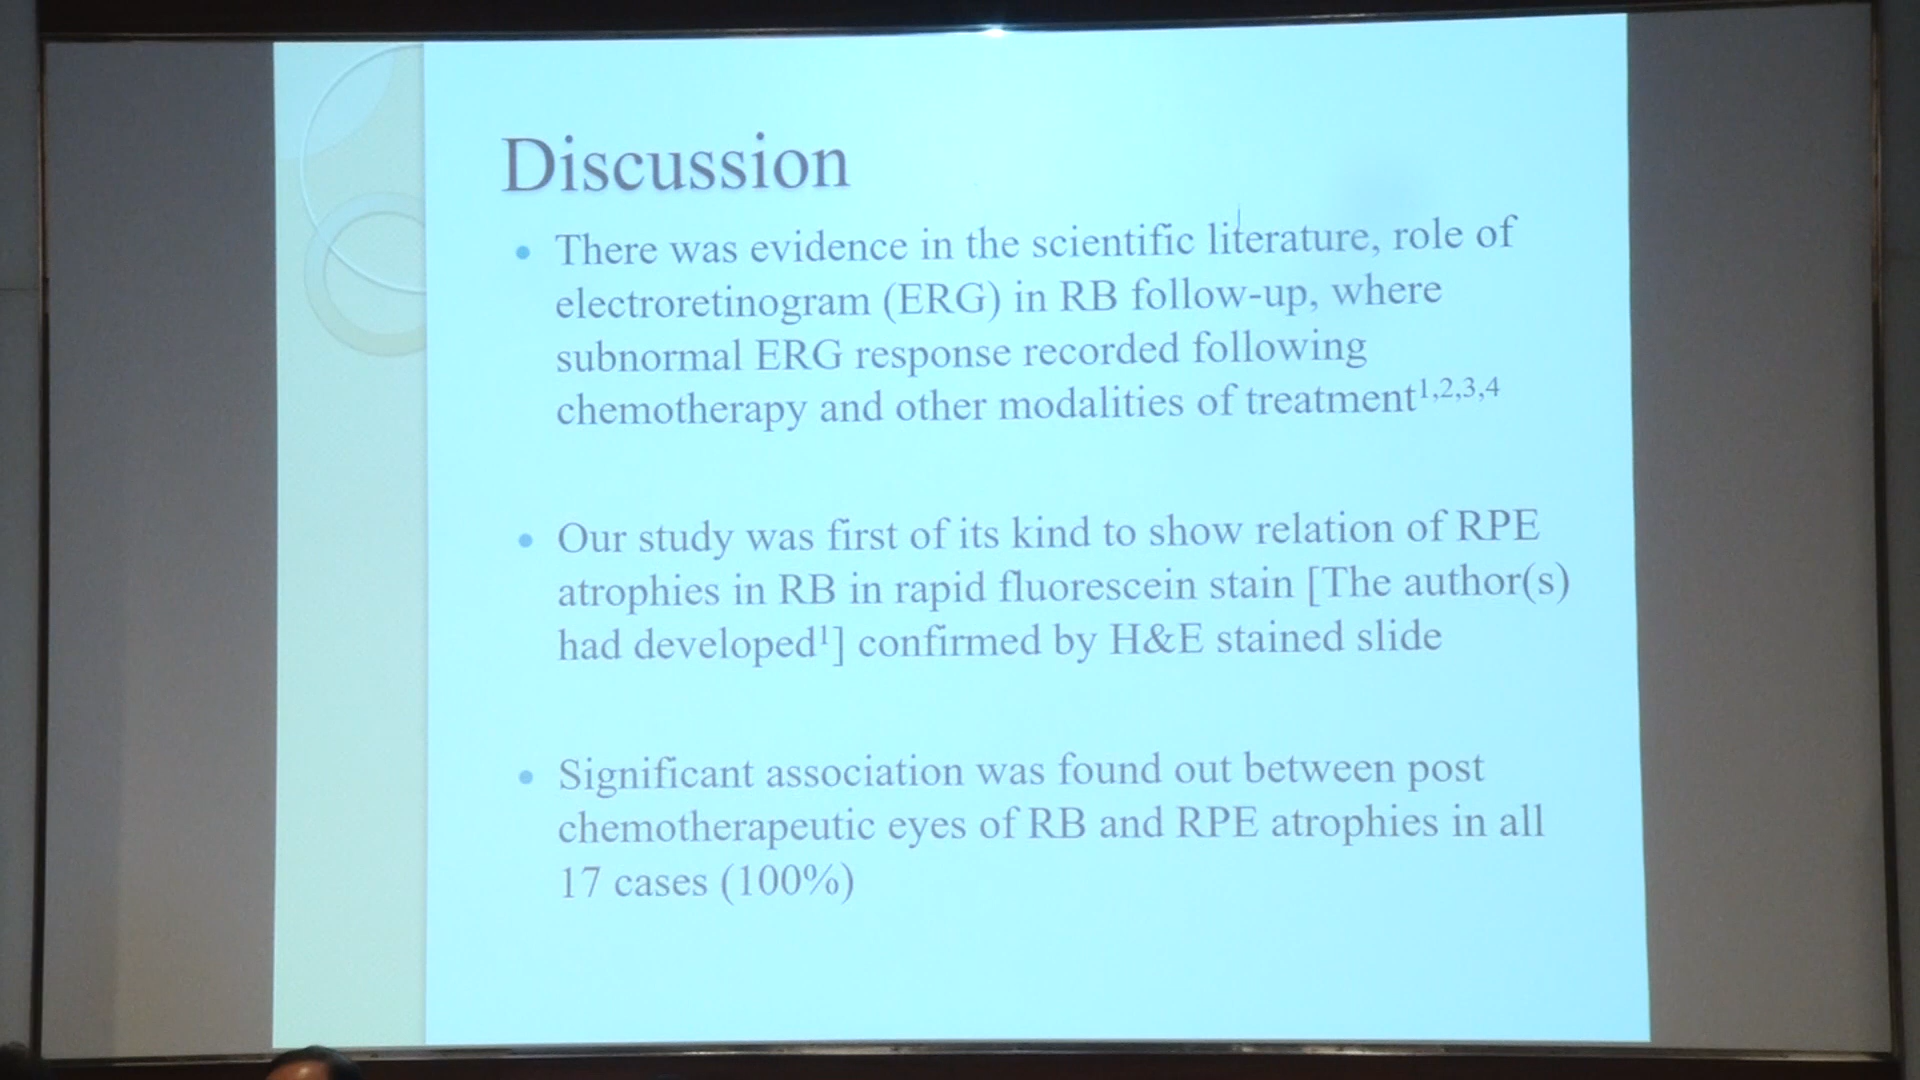 Discussion
• There was evidence in the scientific literature, role of
electroretinogram (ERG) in RB follow-up, where
subnormal ERG response recorded following
chemotherapy and other modalities of treatment¹,²,³,⁴
• Our study was first of its kind to show relation of RPE
atrophies in RB in rapid fluorescein stain [The author(s)
had developed¹] confirmed by H&E stained slide
• Significant association was found out between post
chemotherapeutic eyes of RB and RPE atrophies in all
17 cases (100%)